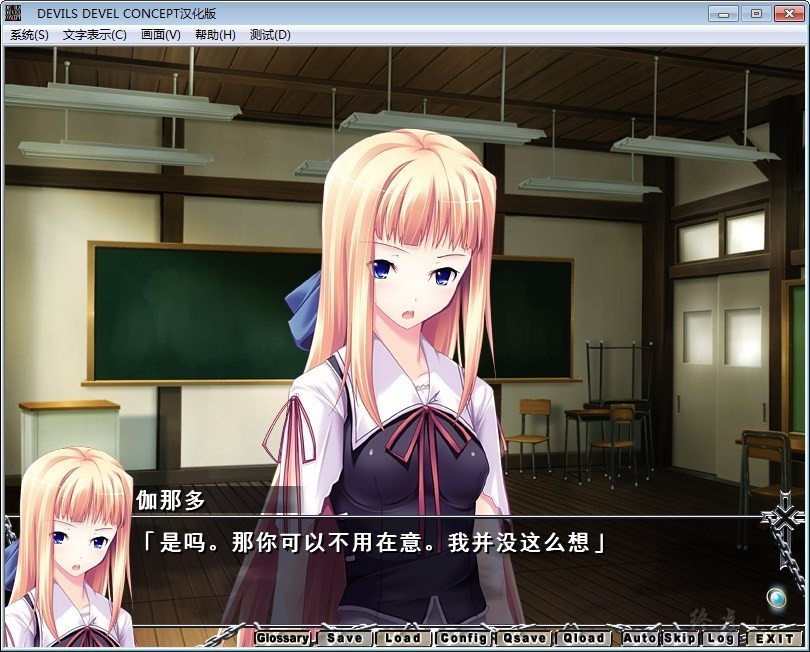 DEVILS DEVEL CONCEPT汉化版
系统(S) 文字表示(C) 画面(V) 帮助(H) 测试(D)
伽那多
「是吗。那你可以不用在意。我并没这么想」
Glossary Save Load Config Qsave Qload Auto Skip Log EXIT